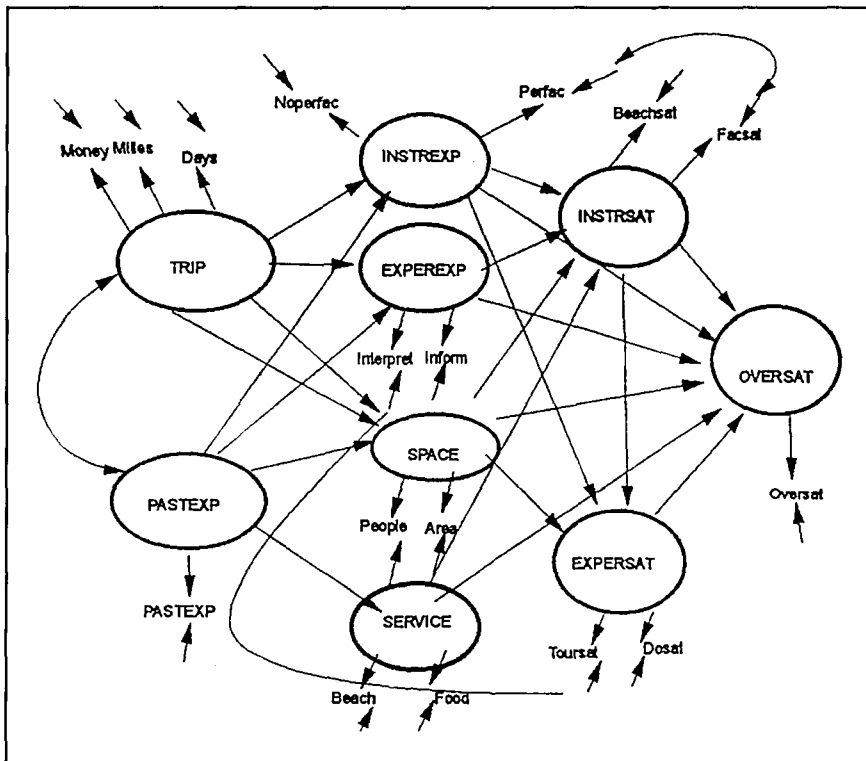 Noperfac
Perfac
Beachsat
Facsat
Money
Miles
Days
INSTREXP
INSTRSAT
TRIP
EXPEREXP
Interpret
Inform
OVERSAT
SPACE
PASTEXP
Oversat
People
Area
EXPERSAT
PASTEXP
SERVICE
Toursat
Dosat
Beach
Food